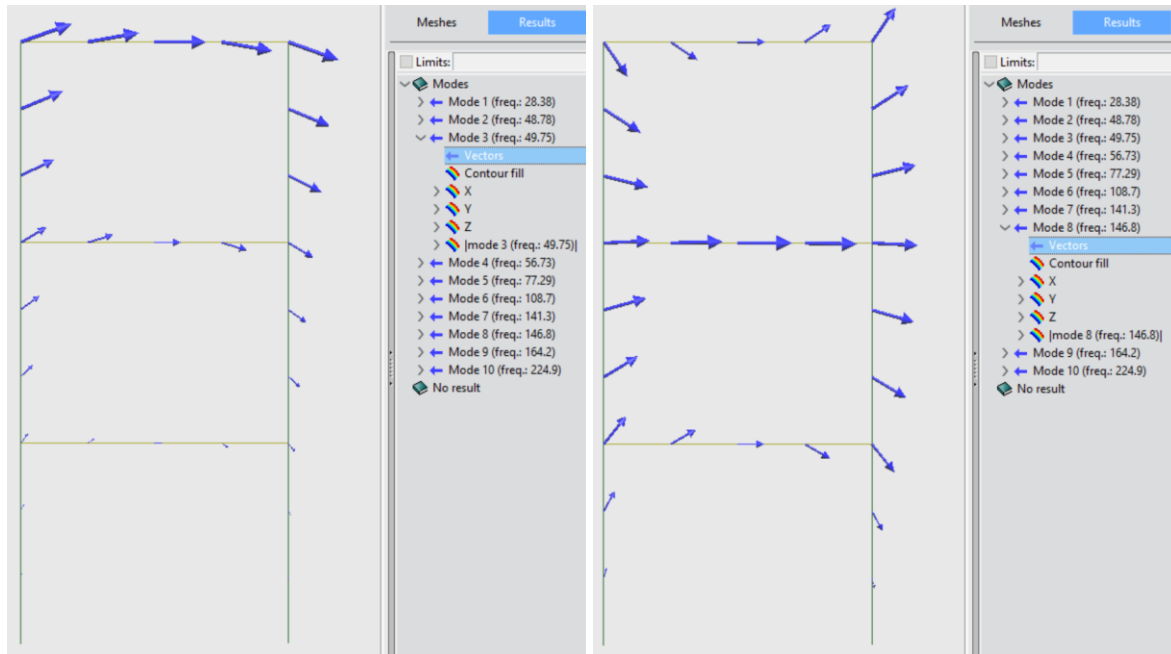 Meshes Results
Limits:
Modes
Mode 1 (freq.: 28.38)
Mode 2 (freq.: 48.78)
Mode 3 (freq.: 49.75)
Vectors
Contour fill
X
Y
Z
|mode 3 (freq.: 49.75)|
Mode 4 (freq.: 56.73)
Mode 5 (freq.: 77.29)
Mode 6 (freq.: 108.7)
Mode 7 (freq.: 141.3)
Mode 8 (freq.: 146.8)
Mode 9 (freq.: 164.2)
Mode 10 (freq.: 224.9)
No result
Meshes Results
Limits:
Modes
Mode 1 (freq.: 28.38)
Mode 2 (freq.: 48.78)
Mode 3 (freq.: 49.75)
Mode 4 (freq.: 56.73)
Mode 5 (freq.: 77.29)
Mode 6 (freq.: 108.7)
Mode 7 (freq.: 141.3)
Mode 8 (freq.: 146.8)
Vectors
Contour fill
X
Y
Z
|mode 8 (freq.: 146.8)|
Mode 9 (freq.: 164.2)
Mode 10 (freq.: 224.9)
No result